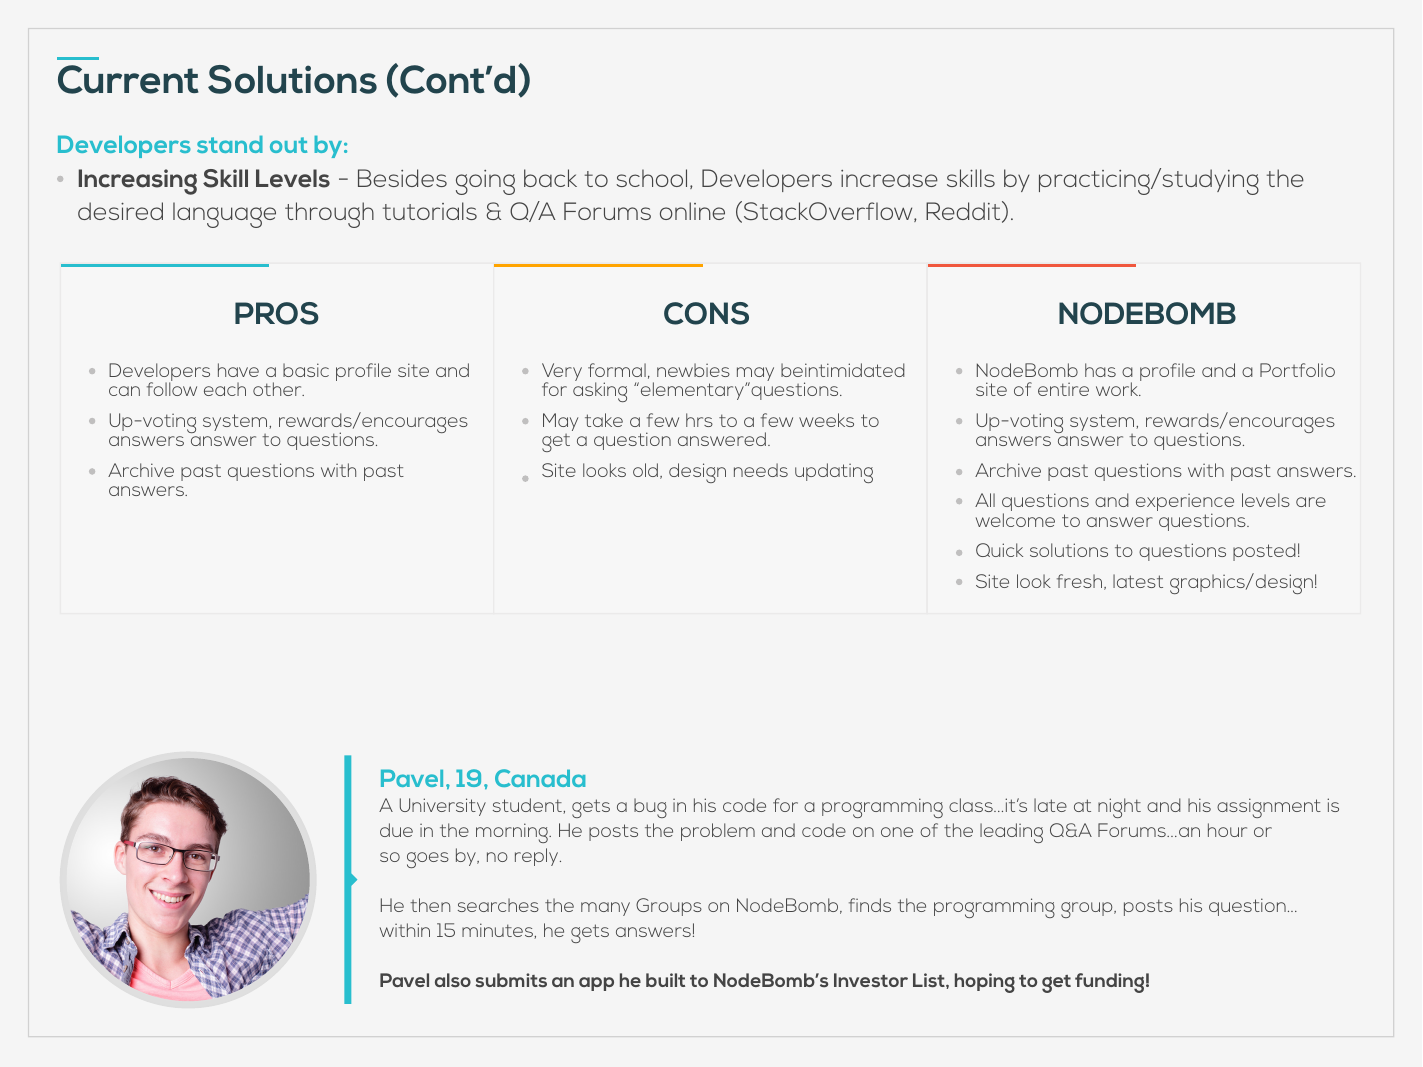 Current Solutions (Cont’d)
Developers stand out by:
• Increasing Skill Levels - Besides going back to school, Developers increase skills by practicing/studying the
desired language through tutorials & Q/A Forums online (StackOverflow, Reddit).
PROS
• Developers have a basic profile site and
can follow each other.
• Up-voting system, rewards/encourages
answers answer to questions.
• Archive past questions with past
answers.
CONS
• Very formal, newbies may beintimidated
for asking “elementary”questions.
• May take a few hrs to a few weeks to
get a question answered.
• Site looks old, design needs updating
NODEBOMB
• NodeBomb has a profile and a Portfolio
site of entire work.
• Up-voting system, rewards/encourages
answers answer to questions.
• Archive past questions with past answers.
• All questions and experience levels are
welcome to answer questions.
• Quick solutions to questions posted!
• Site look fresh, latest graphics/design!
Pavel, 19, Canada
A University student, gets a bug in his code for a programming class...it’s late at night and his assignment is
due in the morning. He posts the problem and code on one of the leading Q&A Forums...an hour or
so goes by, no reply.
He then searches the many Groups on NodeBomb, finds the programming group, posts his question...
within 15 minutes, he gets answers!
Pavel also submits an app he built to NodeBomb’s Investor List, hoping to get funding!